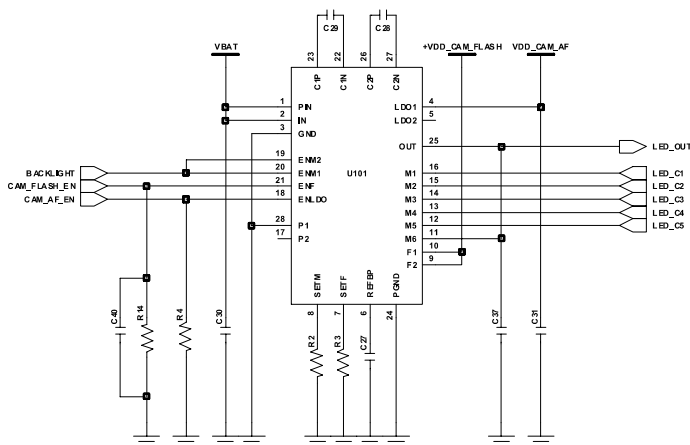 C29
C28
VBAT
+VDD_CAM_FLASH
VDD_CAM_AF
23
22
26
27
C1P
C1N
C2P
C2N
1
PIN
2
IN
3
GND
LDO1
4
LDO2
5
OUT
25
LED_OUT
19
ENM2
BACKLIGHT
20
ENM1
U101
M1
16
LED_C1
CAM_FLASH_EN
21
ENF
M2
15
LED_C2
CAM_AF_EN
18
ENLDO
M3
14
LED_C3
M4
13
LED_C4
28
P1
M5
12
LED_C5
17
P2
M6
11
F1
10
F2
9
SETM
SETF
REFBP
PGND
8
7
6
24
C40
R14
R4
C30
R2
R3
C27
C37
C31